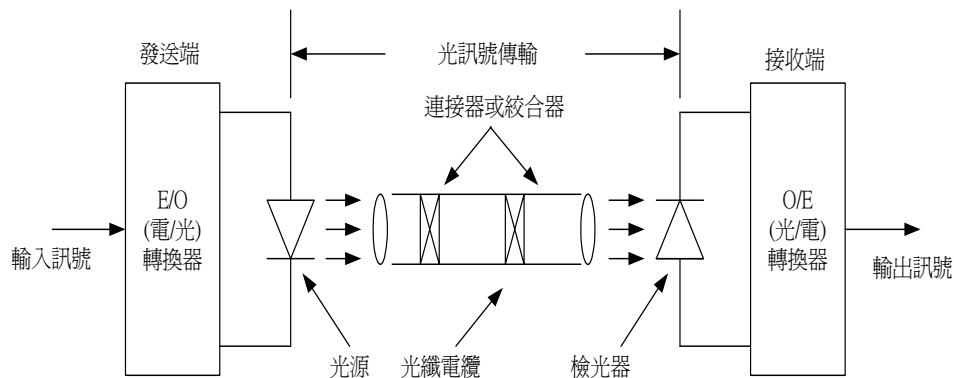 發送端
光訊號傳輸
接收端
連接器或絞合器
E/O
(電/光)
轉換器
O/E
(光/電)
轉換器
輸入訊號
輸出訊號
光源
光纖電纜
檢光器